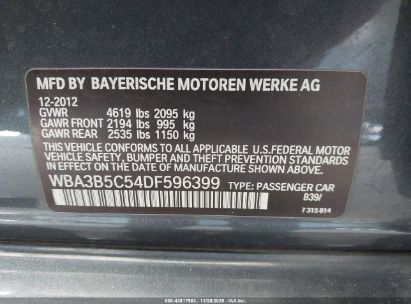 MFD BY BAYERISCHE MOTOREN WERKE AG
12-2012
GVWR 4619 lbs 2095 kg
GAWR FRONT 2194 lbs 995 kg
GAWR REAR 2535 lbs 1150 kg
THIS VEHICLE CONFORMS TO ALL APPLICABLE U.S.FEDERAL MOTOR
VEHICLE SAFETY, BUMPER AND THEFT PREVENTION STANDARDS
IN EFFECT ON THE DATE OF MANUFACTURE SHOWN ABOVE.
WBA3B5C54DF596399 TYPE: PASSENGER CAR
B39/
7 315 814